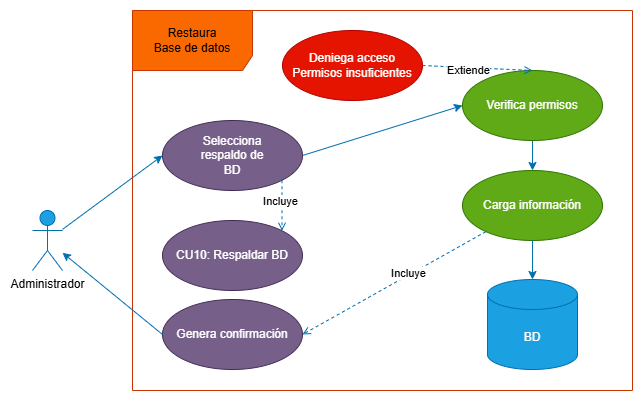 Restaura
Base de datos
Deniega acceso
Permisos insuficientes
Extiende
Verifica permisos
Selecciona
respaldo de
BD
Incluye
Carga información
CU10: Respaldar BD
Administrador
Incluye
Genera confirmación
BD